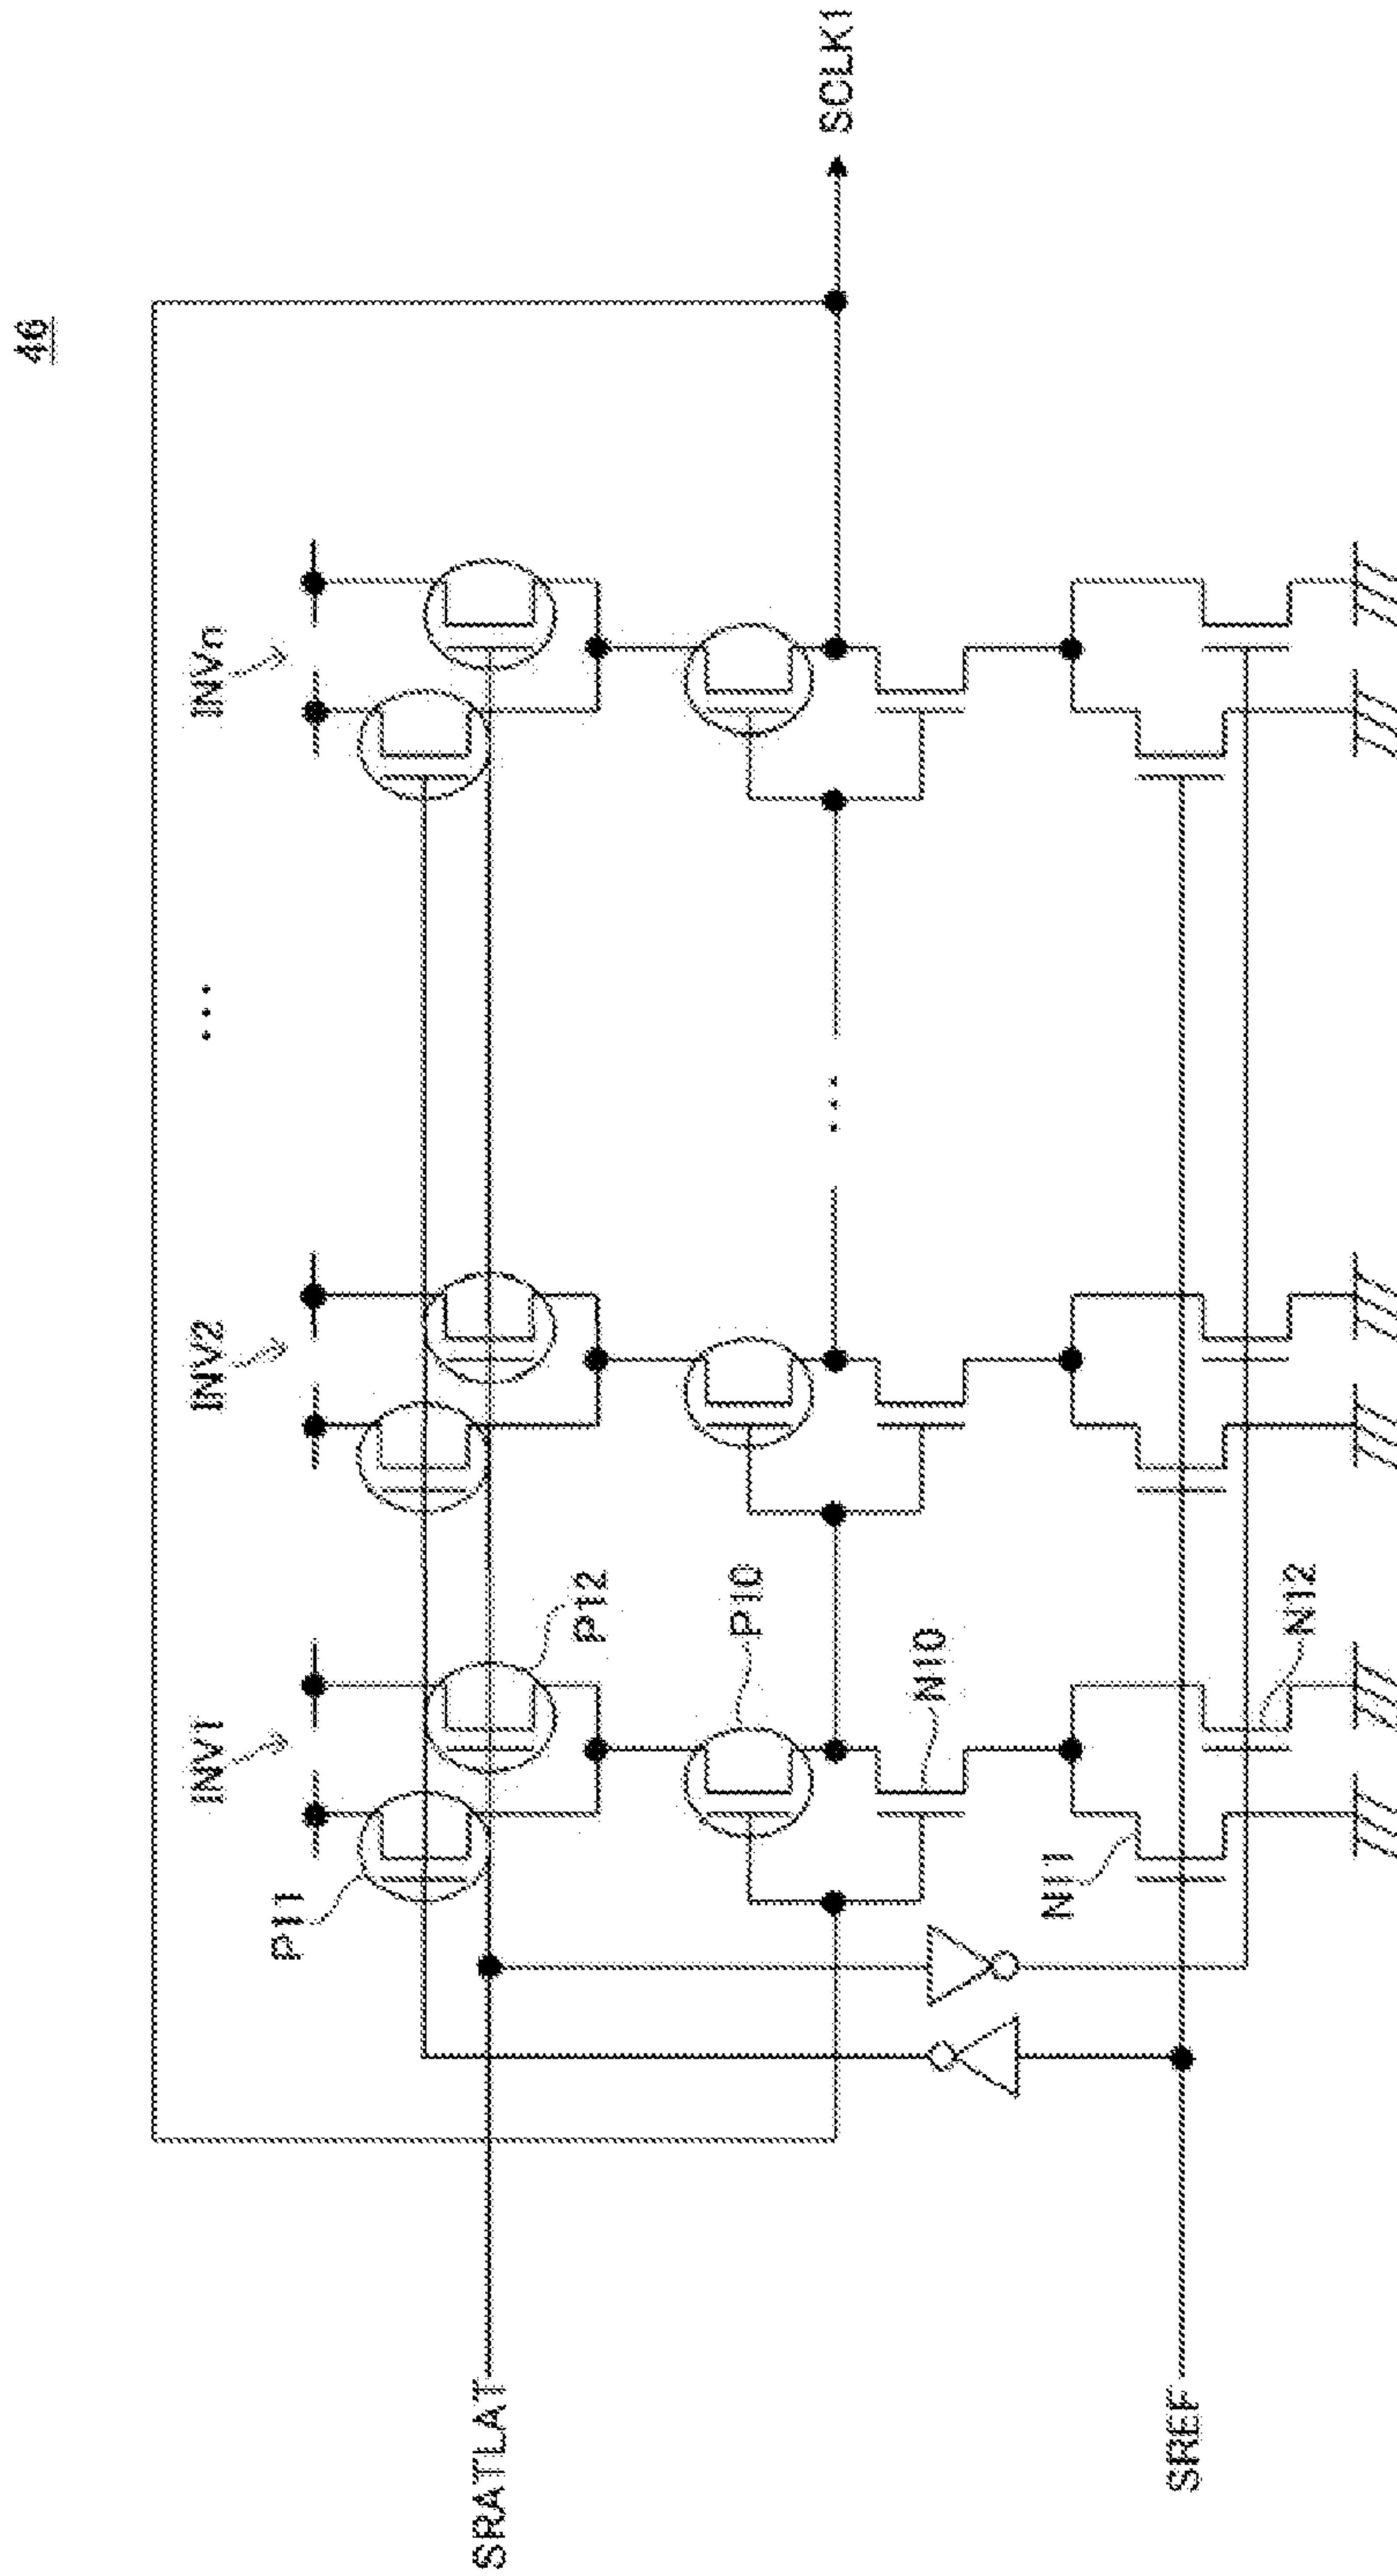 46
INV1
INV2
...
INVn
P11
P12
SRATLAT
P10
...
SCLK1
N10
N11
SREF
N12